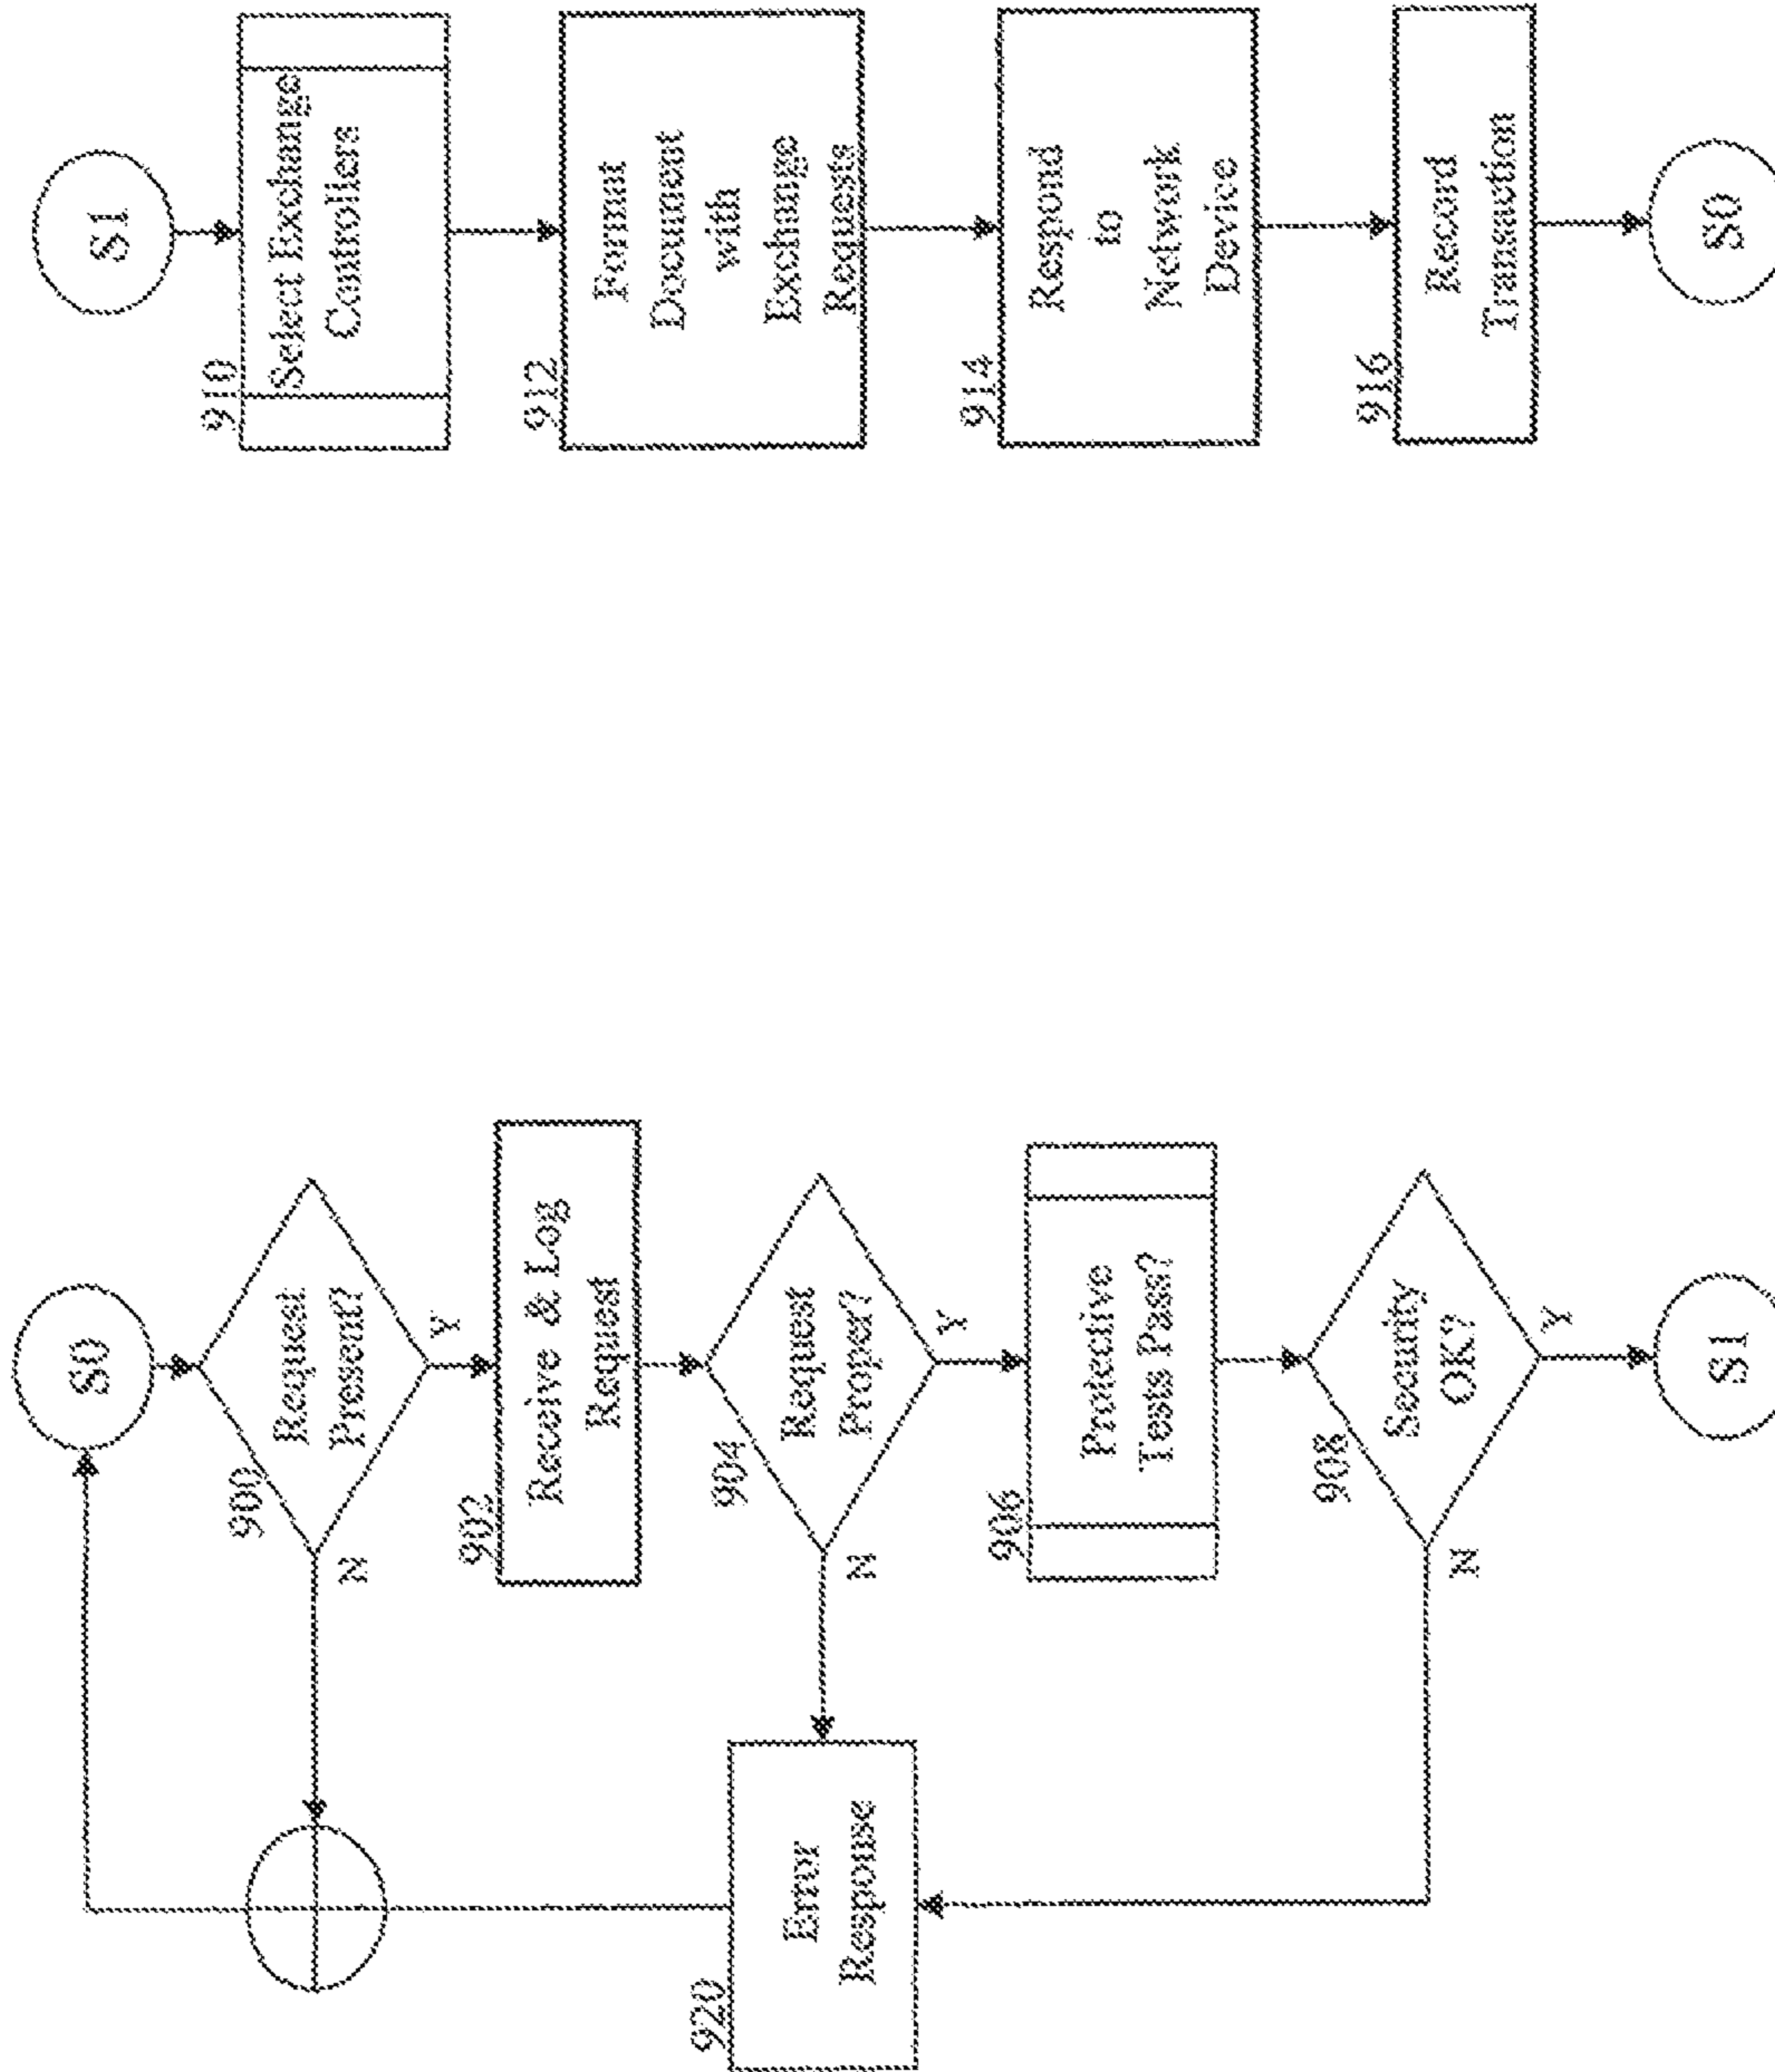 S0
900
Request
Present?
N
Y
902
Receive & Log
Request
904
Request
Proper?
N
Y
920
Error
Response
906
Protective
Tests Pass?
908
Security
OK?
N
Y
S1
S1
910
Select Exchange
Controllers
912
Format
Document
with
Exchange
Requests
914
Respond
to
Network
Device
916
Record
Transaction
S0